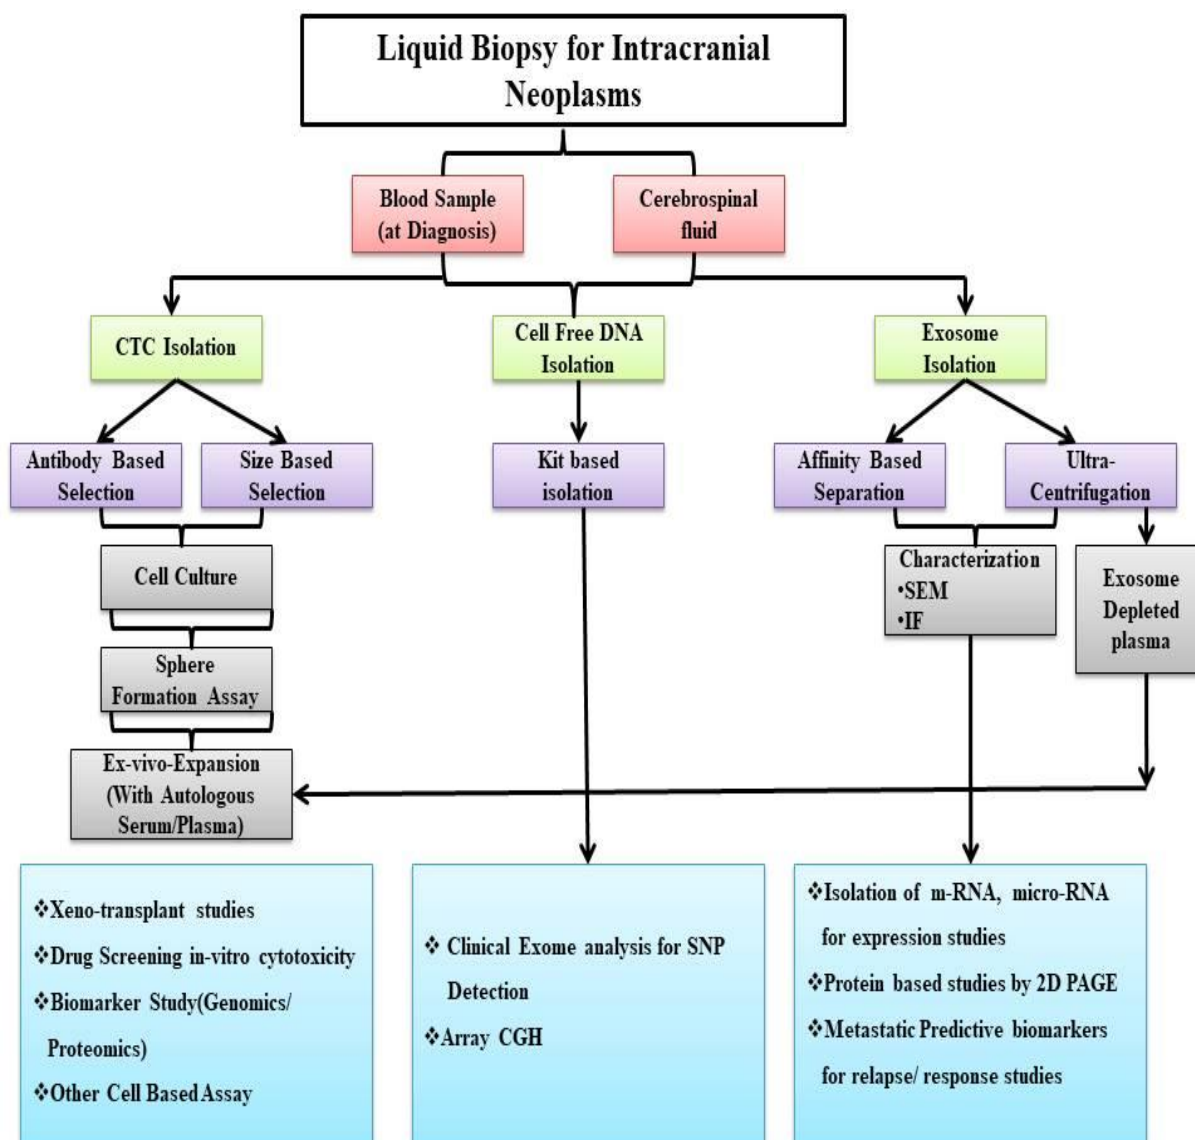 Liquid Biopsy for Intracranial
Neoplasms
Blood Sample
(at Diagnosis)
Cerebrospinal
fluid
CTC Isolation
Cell Free DNA
Isolation
Exosome
Isolation
Antibody Based
Selection
Size Based
Selection
Kit based
isolation
Affinity Based
Separation
Ultra-
Centrifugation
Cell Culture
Characterization
•SEM
•IF
Exosome
Depleted
plasma
Sphere
Formation Assay
Ex-vivo-Expansion
(With Autologous
Serum/Plasma)
❖Xeno-transplant studies
❖Drug Screening in-vitro cytotoxicity
❖Biomarker Study(Genomics/
Proteomics)
❖Other Cell Based Assay
❖ Clinical Exome analysis for SNP
Detection
❖Array CGH
❖Isolation of m-RNA, micro-RNA
for expression studies
❖Protein based studies by 2D PAGE
❖Metastatic Predictive biomarkers
for relapse/ response studies